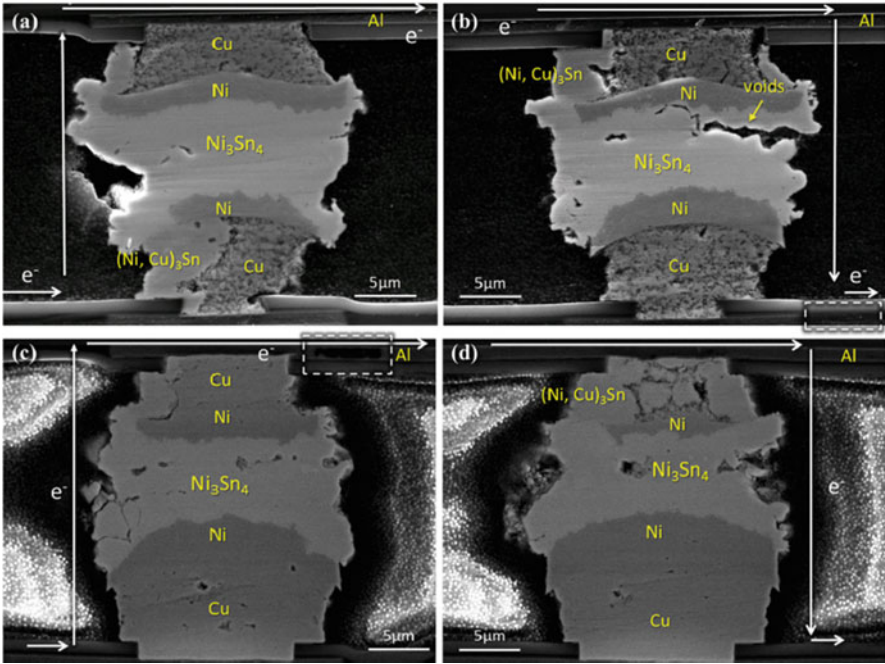 (a)
Al
e⁻
Cu
Ni
Ni₃Sn₄
Ni
(Ni, Cu)₃Sn
Cu
e⁻
5μm
(b)
Al
e⁻
Cu
(Ni, Cu)₃Sn
Ni
voids
Ni₃Sn₄
Ni
Cu
e⁻
5μm
(c)
e⁻
Al
Cu
Ni
Ni₃Sn₄
e⁻
Ni
Cu
5μm
(d)
Al
(Ni, Cu)₃Sn
Ni
Ni₃Sn₄
e⁻
Ni
Cu
5μm